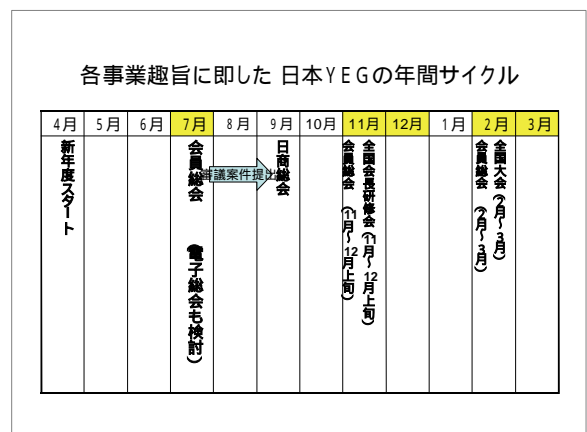 各事業趣旨に即した 日本YEGの年間サイクル
4月 5月 6月 7月 8月 9月 10月 11月 12月 1月 2月 3月
新年度スタート
会員総会 (電子総会も検討)
審議案件提出
日商総会
全国会長研修会(11月~12月上旬)
会員総会 (11月~12月上旬)
全国大会(2月~3月)
会員総会 (2月~3月)